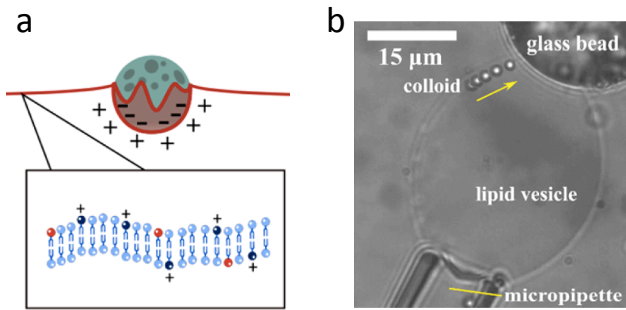 a
b
15 µm
glass bead
colloid
lipid vesicle
micropipette